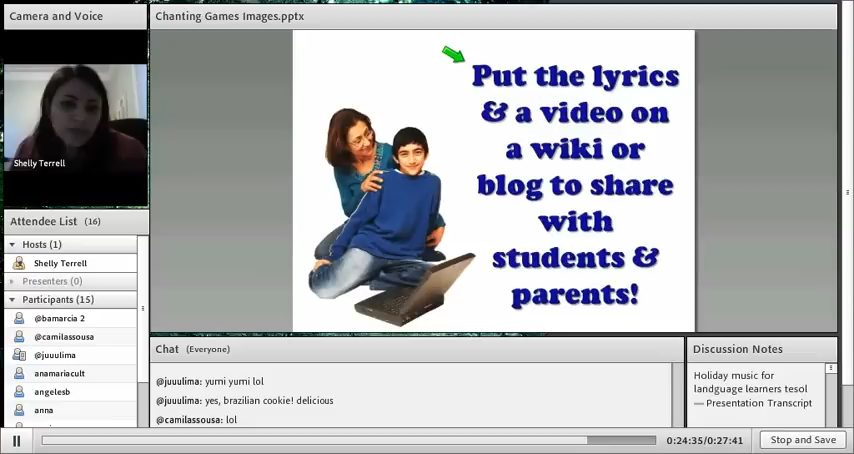 Camera and Voice
Shelly Terrell
Attendee List (16)
Hosts (1)
Shelly Terrell
Presenters (0)
Participants (15)
@bamarcia 2
@camilassousa
@juuulima
anamariacult
angelesb
anna
Chanting Games Images.pptx
Put the lyrics
& a video on
a wiki or
blog to share
with
students &
parents!
Chat (Everyone)
@juuulima: yumi yumi lol
@juuulima: yes, brazilian cookie! delicious
@camilassousa: lol
Discussion Notes
Holiday music for
landguage learners tesol
— Presentation Transcript
0:24:35/0:27:41
Stop and Save